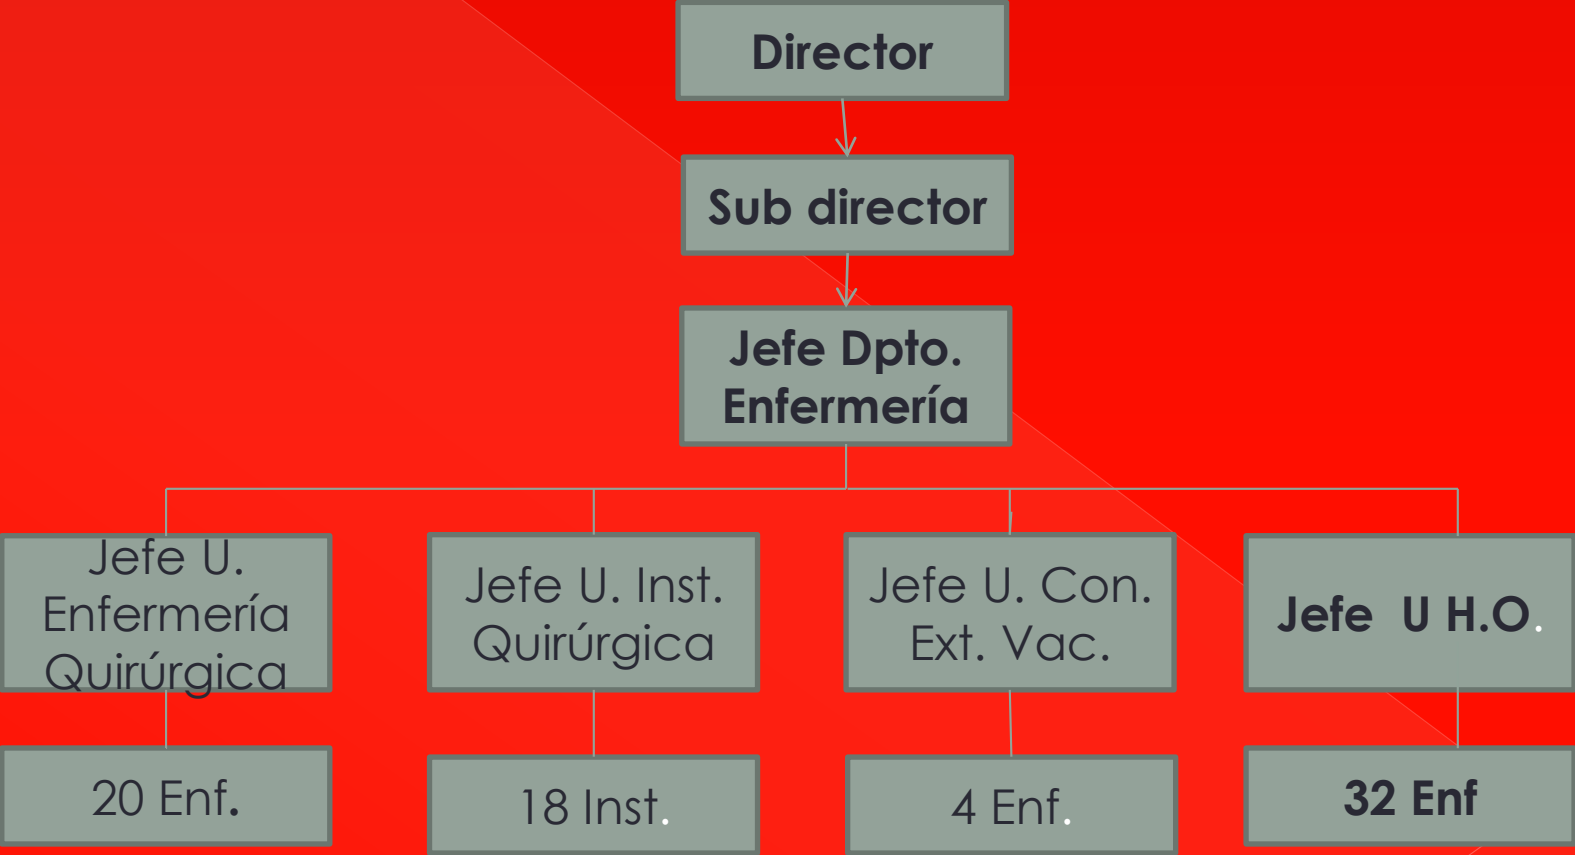 Director
Sub director
Jefe Dpto.
Enfermería
Jefe U.
Enfermería
Quirúrgica
Jefe U. Inst.
Quirúrgica
Jefe U. Con.
Ext. Vac.
Jefe U H.O.
20 Enf.
18 Inst.
4 Enf.
32 Enf